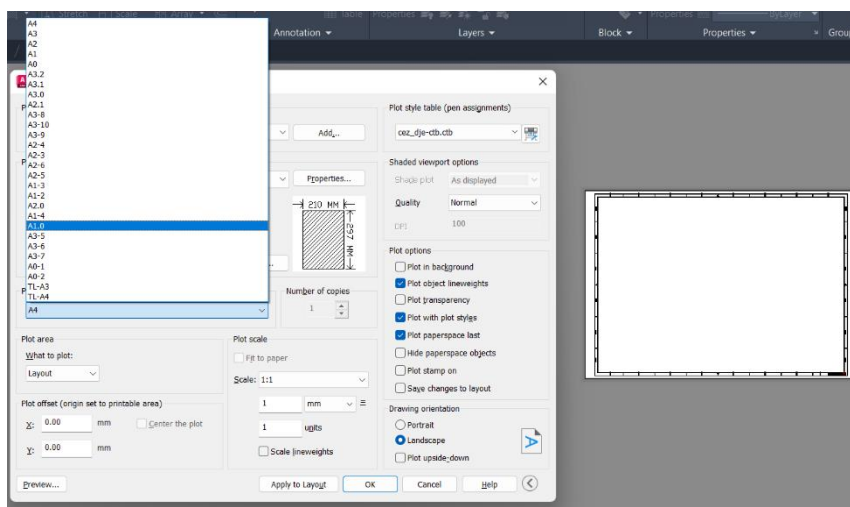 Stretch Scale Array Table Properties Properties ByLayer
Annotation Layers Block Properties Group
A4
A3
A2
A1
A0
A3.2
A3.1
A3.0
A2.1
A3-8
A3-10
A3-9
A2-4
A2-3
A2-6
A2-5
A1-3
A1-2
A2.0
A1-4
A1.0
A3-5
A3-6
A3-7
A0-1
A0-2
TL-A3
TL-A4
A4
Add...
Properties...
210 MM
297 MM
Number of copies
1
Plot area
What to plot:
Layout
Plot offset (origin set to printable area)
X: 0.00 mm Center the plot
Y: 0.00 mm
Plot scale
Fit to paper
Scale: 1:1
1 mm =
1 units
Scale lineweights
Plot style table (pen assignments)
cez_dje-ctb.ctb
Shaded viewport options
Shade plot As displayed
Quality Normal
DPI 100
Plot options
Plot in background
Plot object lineweights
Plot transparency
Plot with plot styles
Plot paperspace last
Hide paperspace objects
Plot stamp on
Save changes to layout
Drawing orientation
Portrait
Landscape
Plot upside-down
A
Preview... Apply to Layout OK Cancel Help